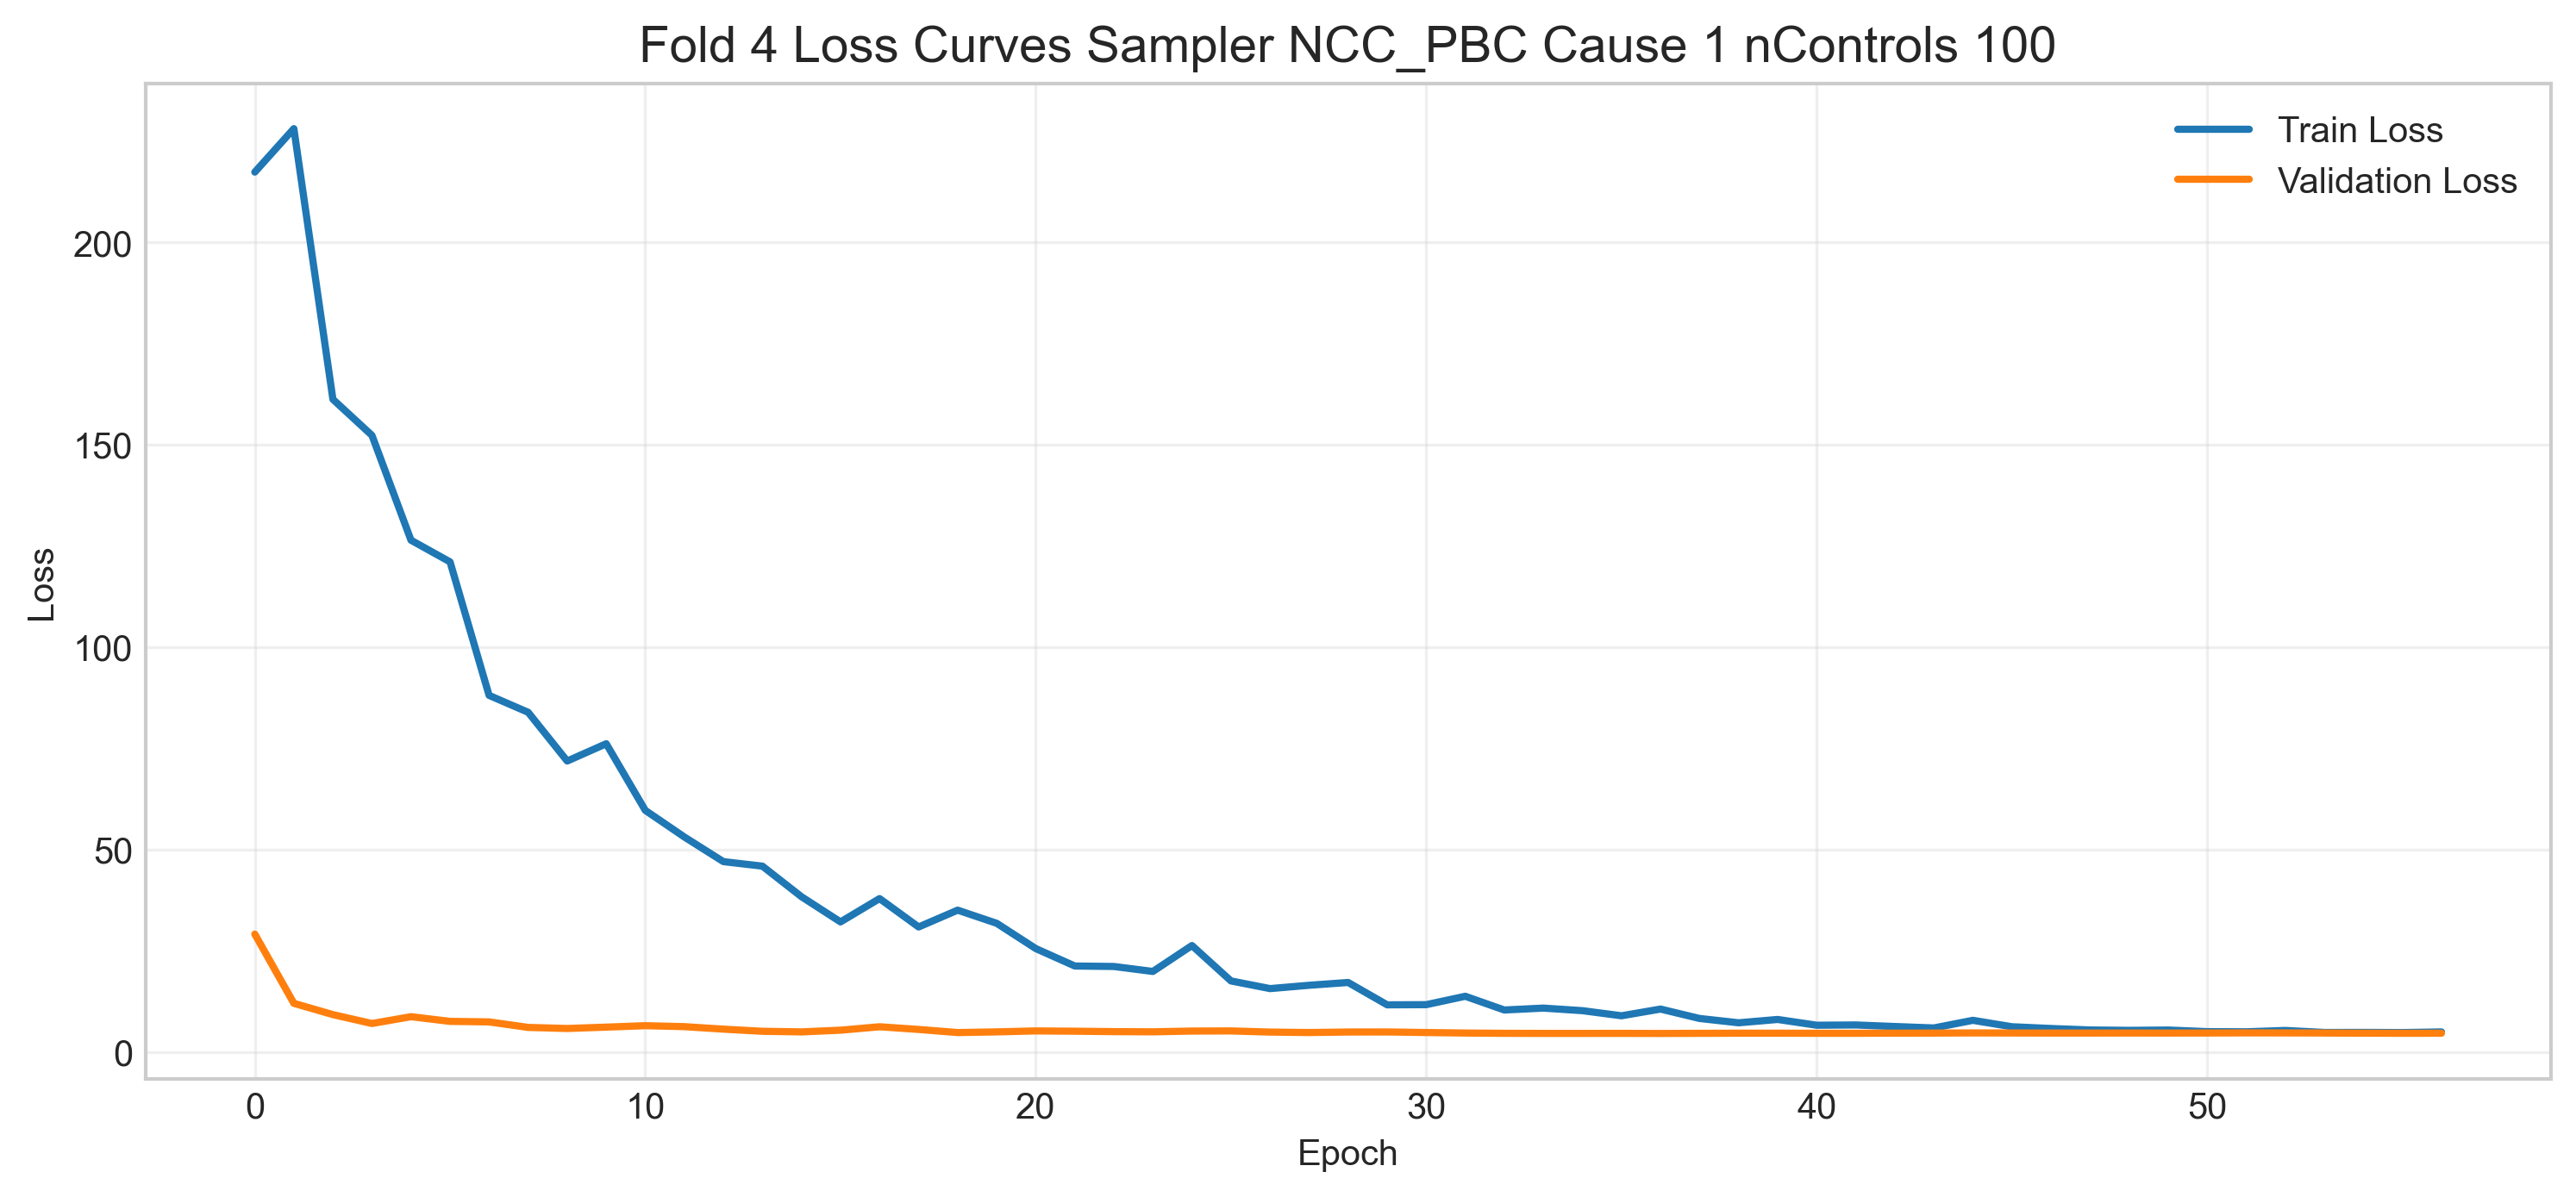 Fold 4 Loss Curves Sampler NCC_PBC Cause 1 nControls 100
Train Loss
Validation Loss
200
150
100
50
0
Loss
0 10 20 30 40 50
Epoch